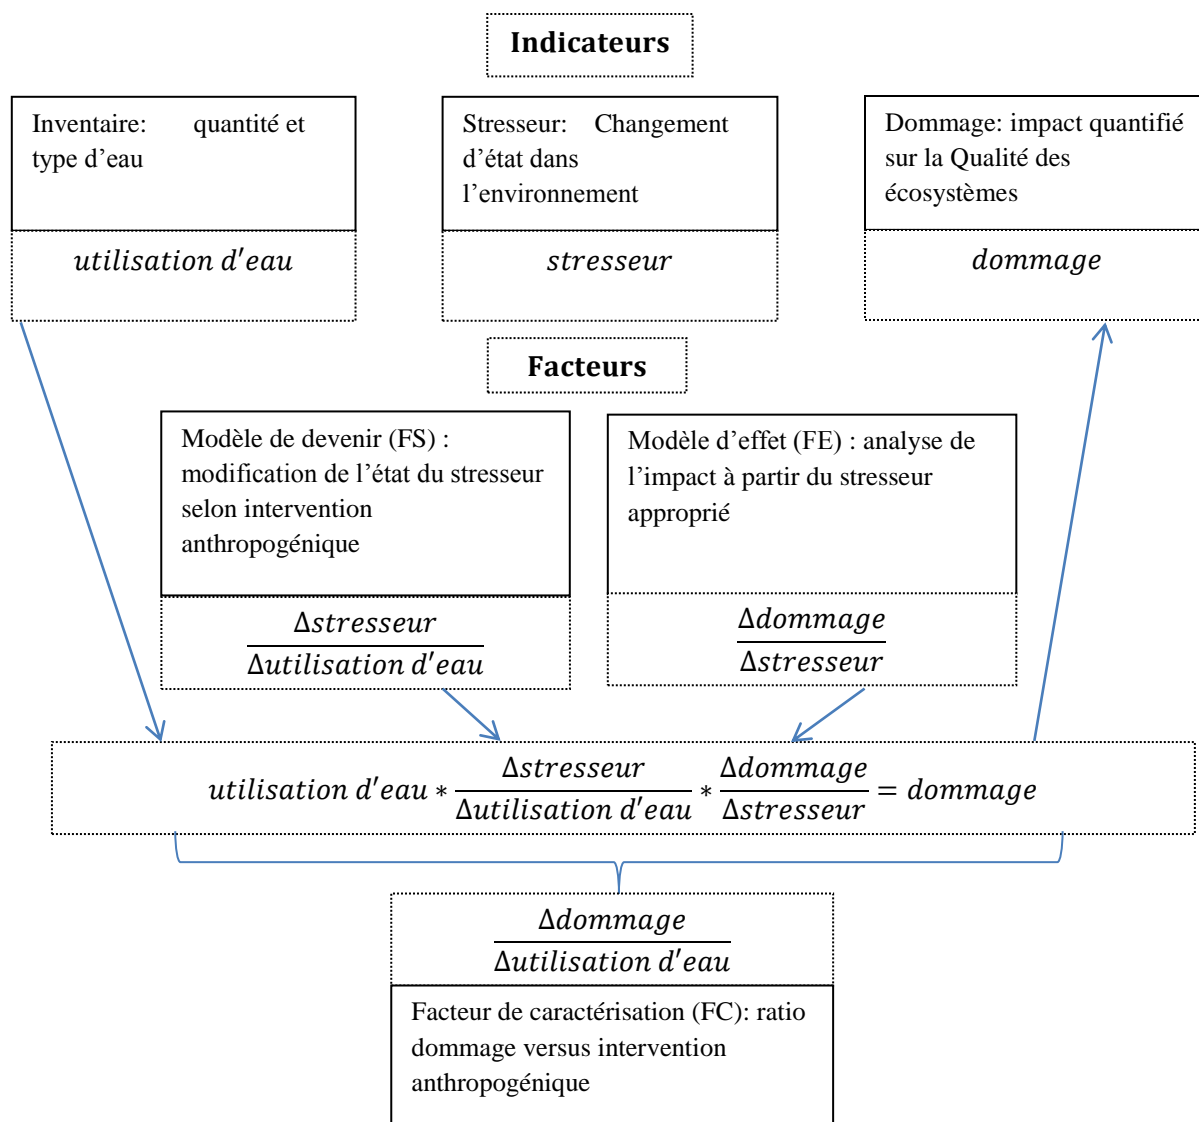 Indicateurs
Inventaire: quantité et
type d’eau
utilisation d′eau
Stresseur: Changement
d’état dans
l’environnement
stresseur
Dommage: impact quantifié
sur la Qualité des
écosystèmes
dommage
Facteurs
Modèle de devenir (FS) :
modification de l’état du stresseur
selon intervention
anthropogénique
Δstresseur
Δutilisation d′eau
Modèle d’effet (FE) : analyse de
l’impact à partir du stresseur
approprié
Δdommage
Δstresseur
utilisation d′eau ∗ Δstresseur/Δutilisation d′eau ∗ Δdommage/Δstresseur = dommage
Δdommage
Δutilisation d′eau
Facteur de caractérisation (FC): ratio
dommage versus intervention
anthropogénique